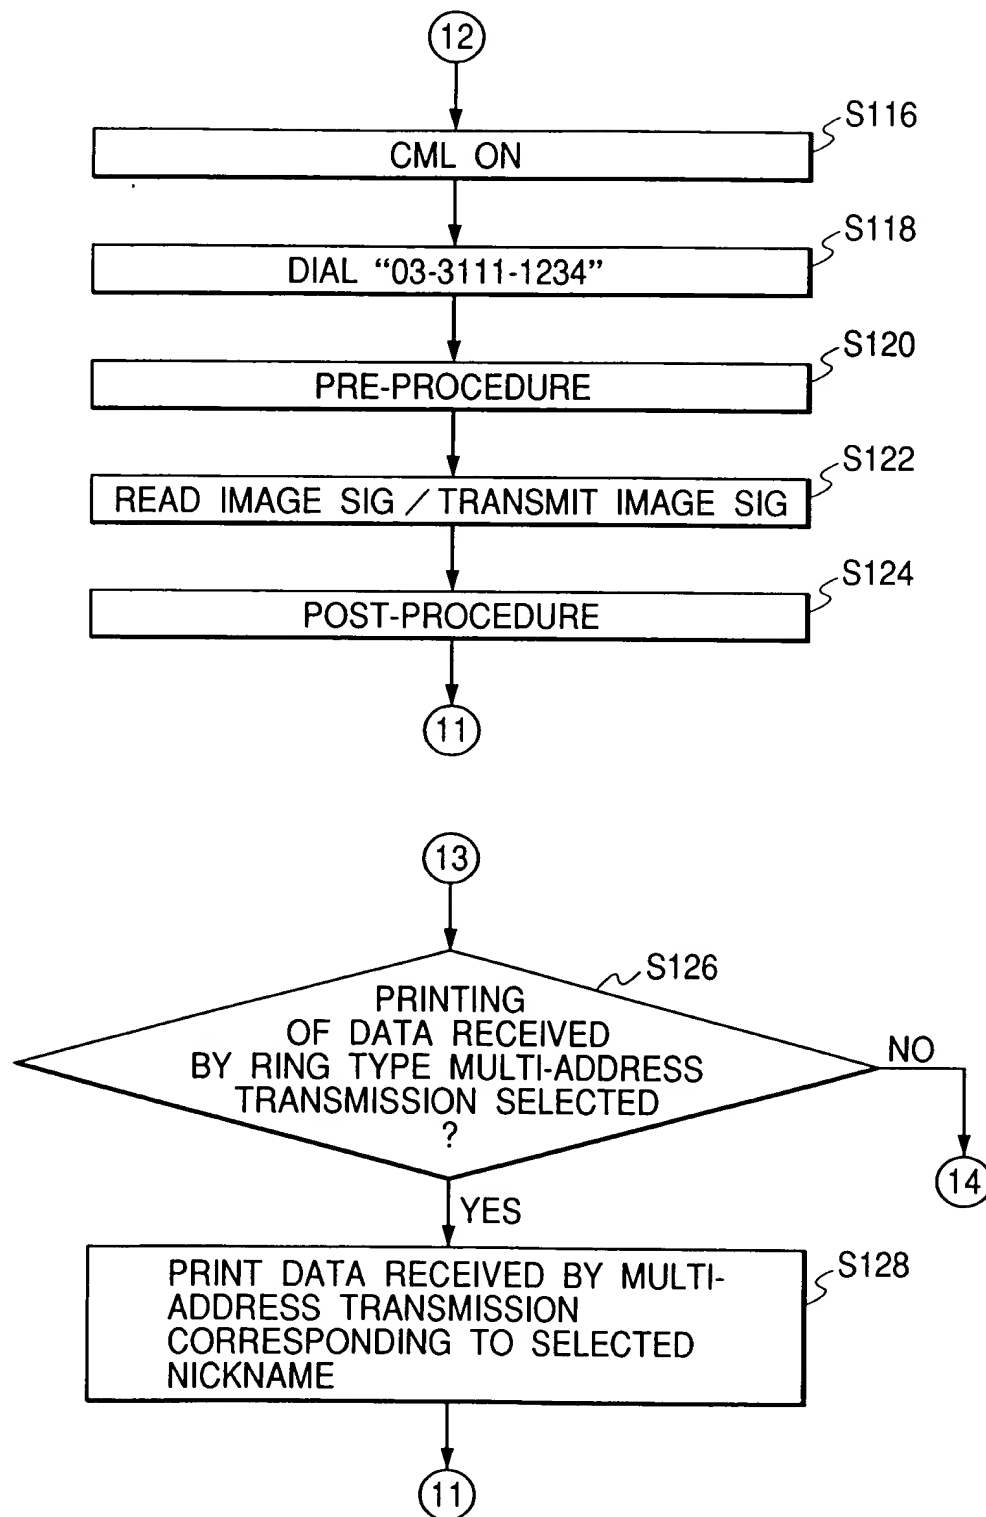 12
S116
CML ON
S118
DIAL “03-3111-1234”
S120
PRE-PROCEDURE
S122
READ IMAGE SIG / TRANSMIT IMAGE SIG
S124
POST-PROCEDURE
11
13
S126
PRINTING
OF DATA RECEIVED
BY RING TYPE MULTI-ADDRESS
TRANSMISSION SELECTED
?
NO
14
YES
S128
PRINT DATA RECEIVED BY MULTI-
ADDRESS TRANSMISSION
CORRESPONDING TO SELECTED
NICKNAME
11